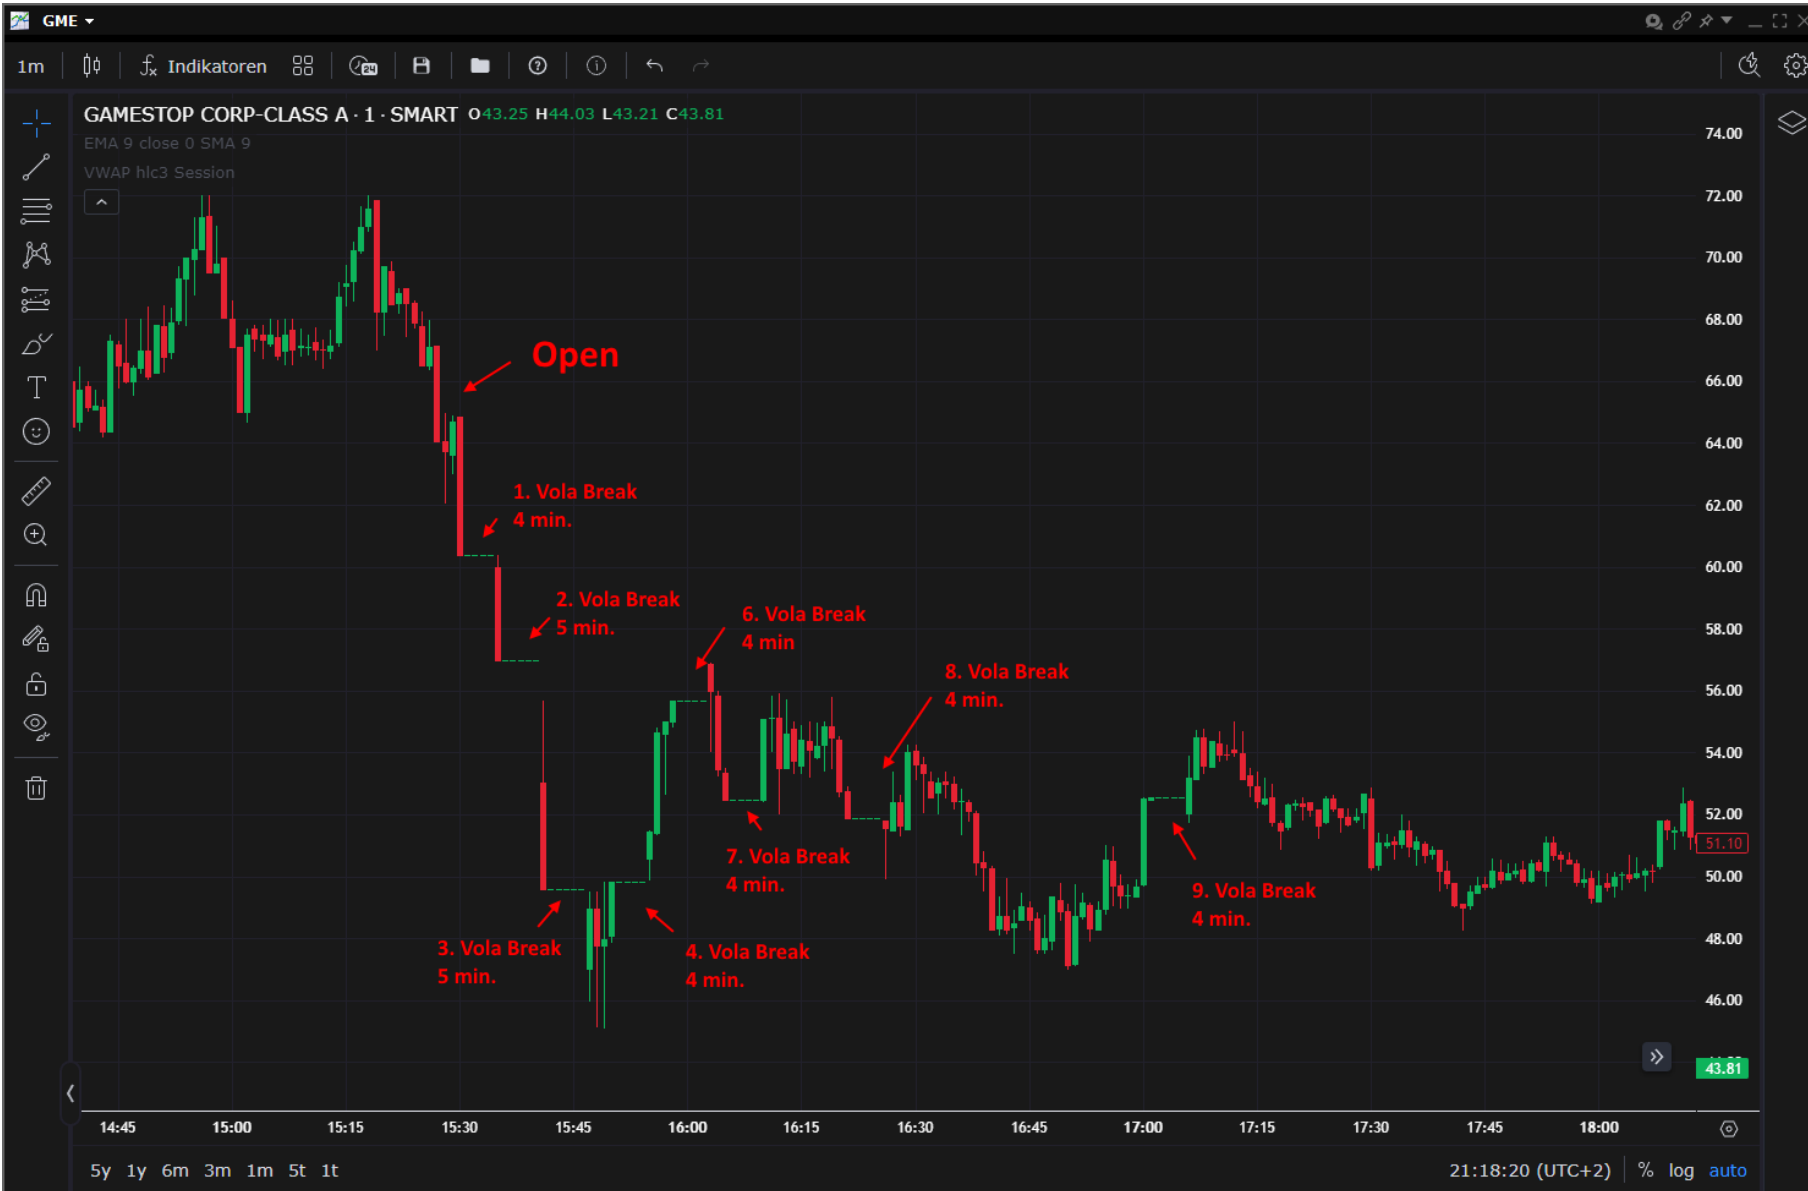 GME
1m
Indikatoren
24
GAMESTOP CORP-CLASS A · 1 · SMART O43.25 H44.03 L43.21 C43.81
EMA 9 close 0 SMA 9
VWAP hlc3 Session
74.00
72.00
70.00
68.00
66.00
64.00
62.00
60.00
58.00
56.00
54.00
52.00
51.10
50.00
48.00
46.00
43.81
Open
1. Vola Break
4 min.
2. Vola Break
5 min.
6. Vola Break
4 min
8. Vola Break
4 min.
7. Vola Break
4 min.
9. Vola Break
4 min.
3. Vola Break
5 min.
4. Vola Break
4 min.
14:45 15:00 15:15 15:30 15:45 16:00 16:15 16:30 16:45 17:00 17:15 17:30 17:45 18:00
5y 1y 6m 3m 1m 5t 1t
21:18:20 (UTC+2) % log auto